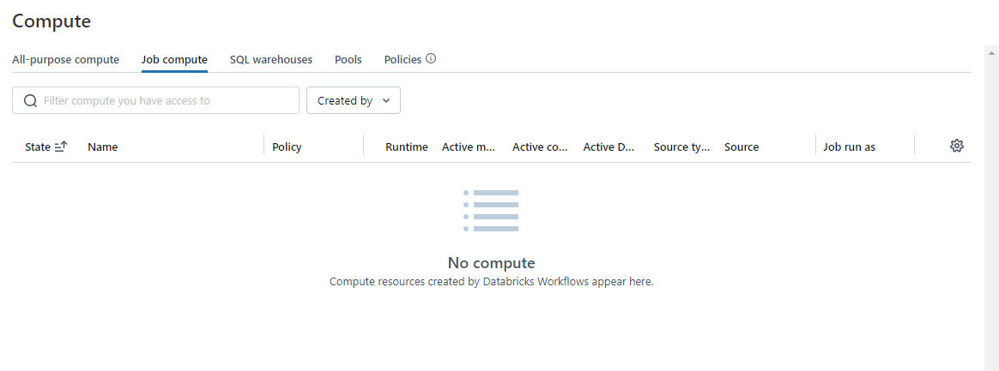 Compute
All-purpose compute Job compute SQL warehouses Pools Policies
Filter compute you have access to Created by
State Name Policy Runtime Active m... Active co... Active D... Source ty... Source Job run as
No compute
Compute resources created by Databricks Workflows appear here.